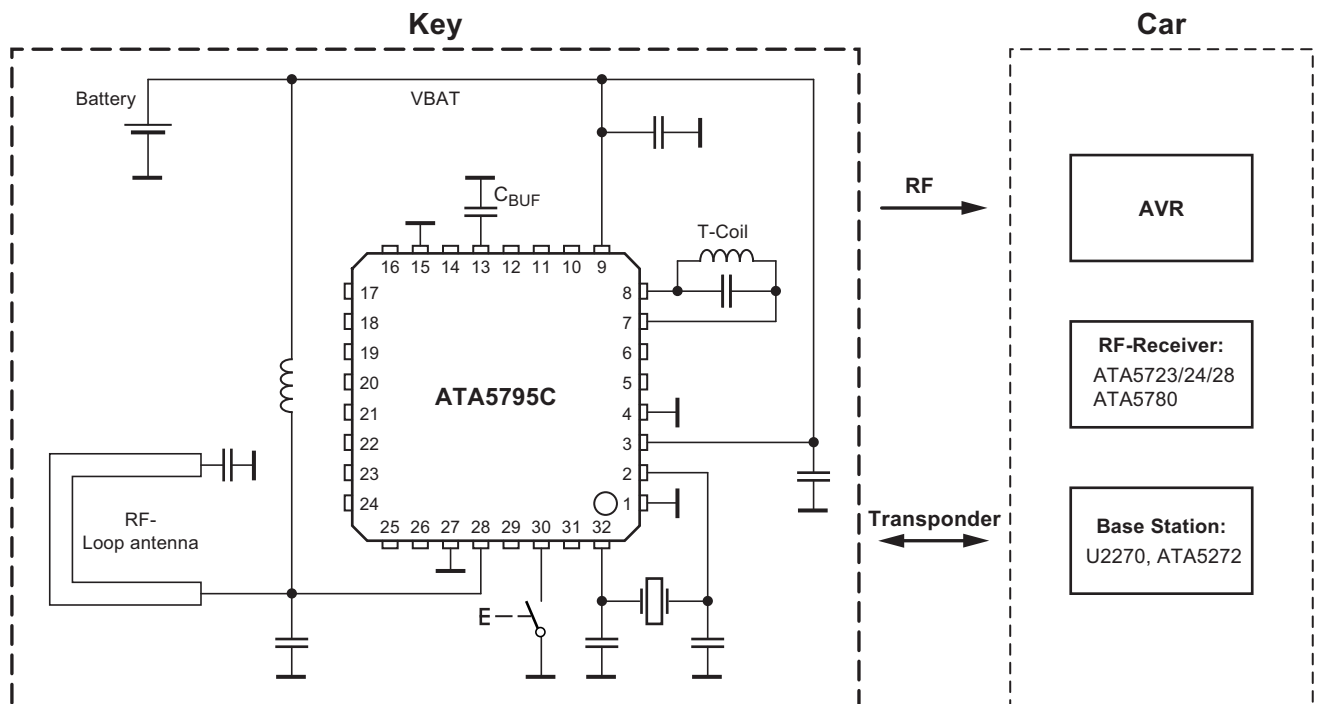 Key
Car
Battery
VBAT
CBUF
T-Coil
RF
AVR
16 15 14 13 12 11 10 9
17
18
19
20
21
22
23
24
8
7
6
5
4
3
2
1
ATA5795C
25 26 27 28 29 30 31 32
RF-
Loop antenna
E
RF-Receiver:
ATA5723/24/28
ATA5780
Transponder
Base Station:
U2270, ATA5272